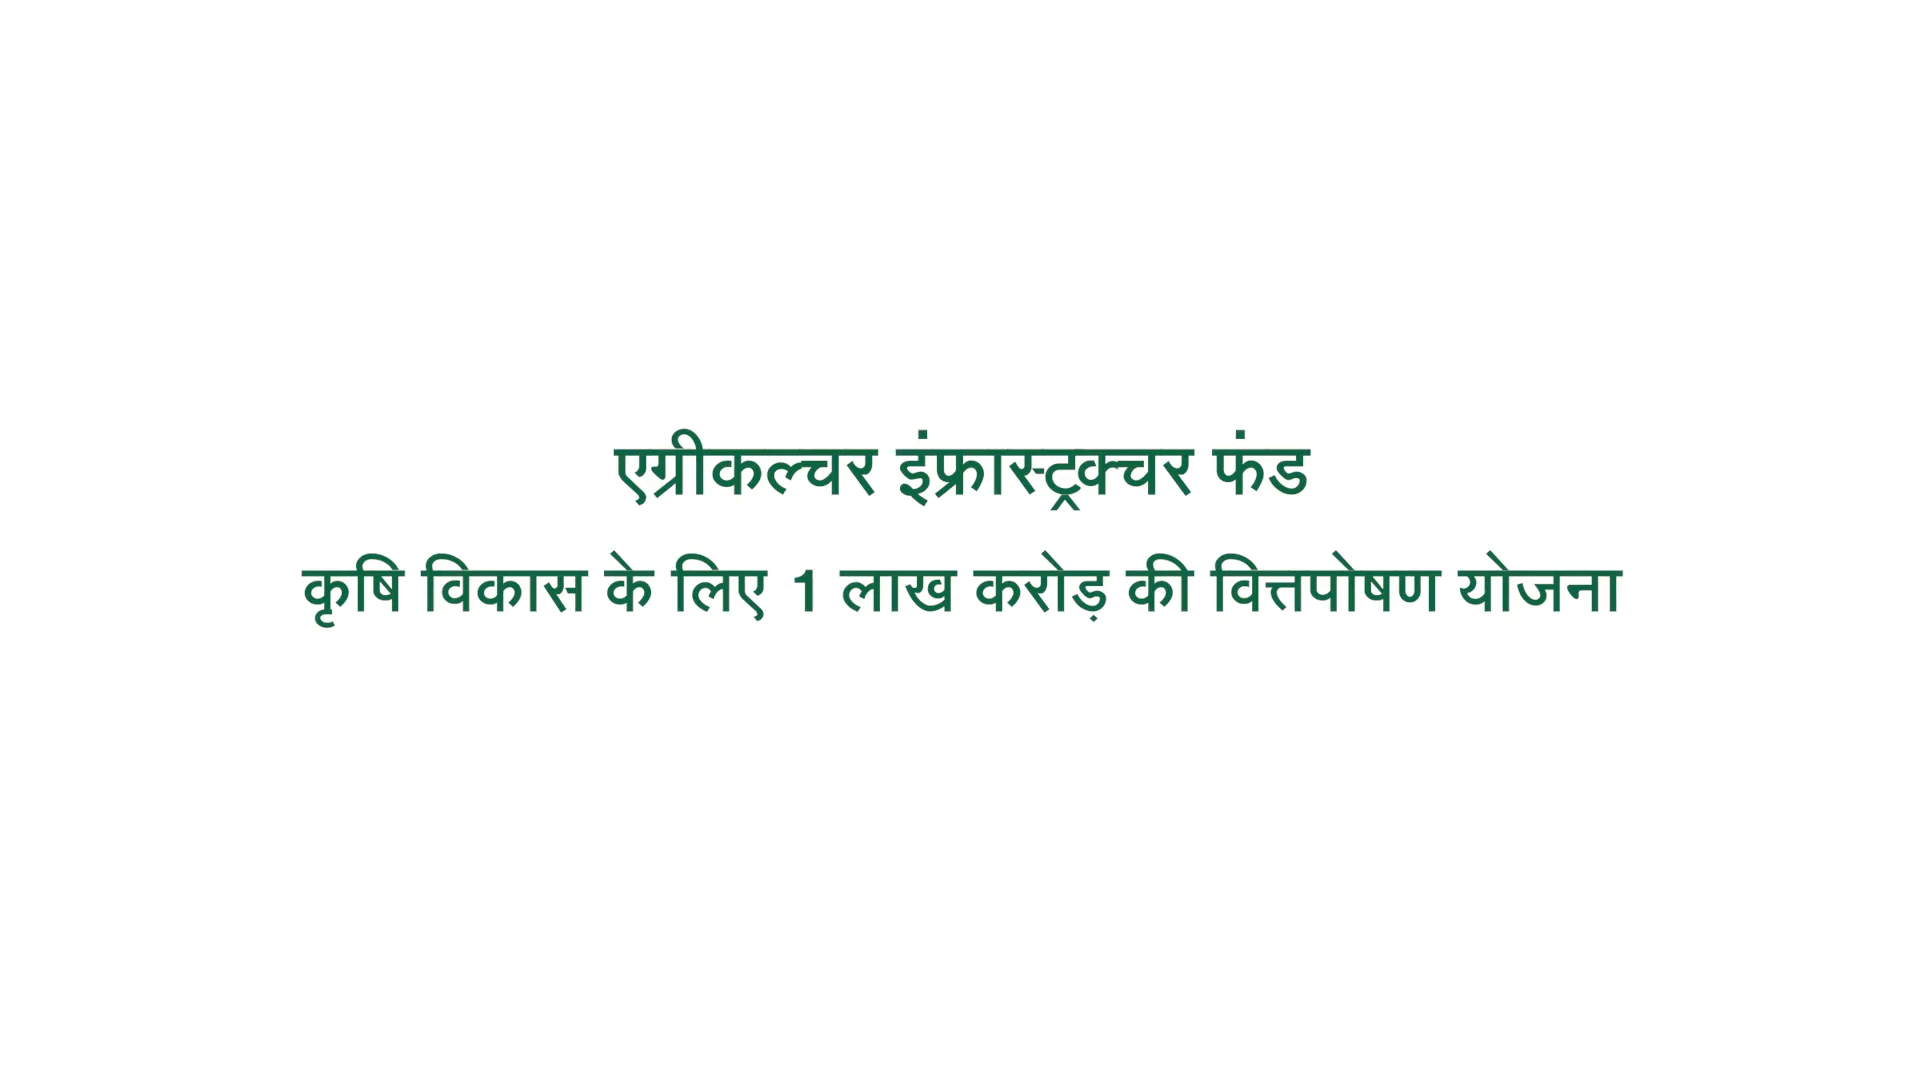 एग्रीकल्चर इंफ्रास्ट्रक्चर फंड
कृषि विकास के लिए 1 लाख करोड़ की वित्तपोषण योजना